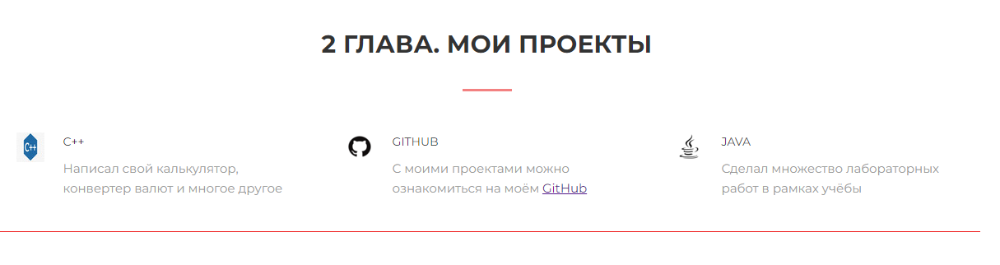 2 ГЛАВА. МОИ ПРОЕКТЫ
C++
C++
Написал свой калькулятор,
конвертер валют и многое другое
GITHUB
С моими проектами можно
ознакомиться на моём GitHub
JAVA
Сделал множество лабораторных
работ в рамках учёбы